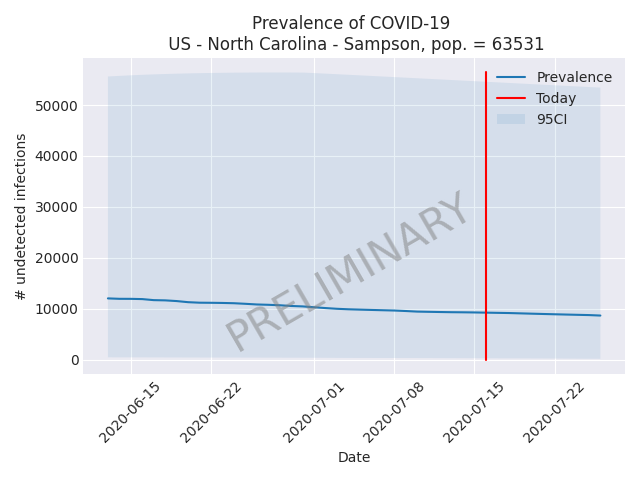 Prevalence of COVID-19
US - North Carolina - Sampson, pop. = 63531
# undetected infections
50000
40000
30000
20000
10000
0
Prevalence
Today
95CI
PRELIMINARY
2020-06-15
2020-06-22
2020-07-01
2020-07-08
2020-07-15
2020-07-22
Date